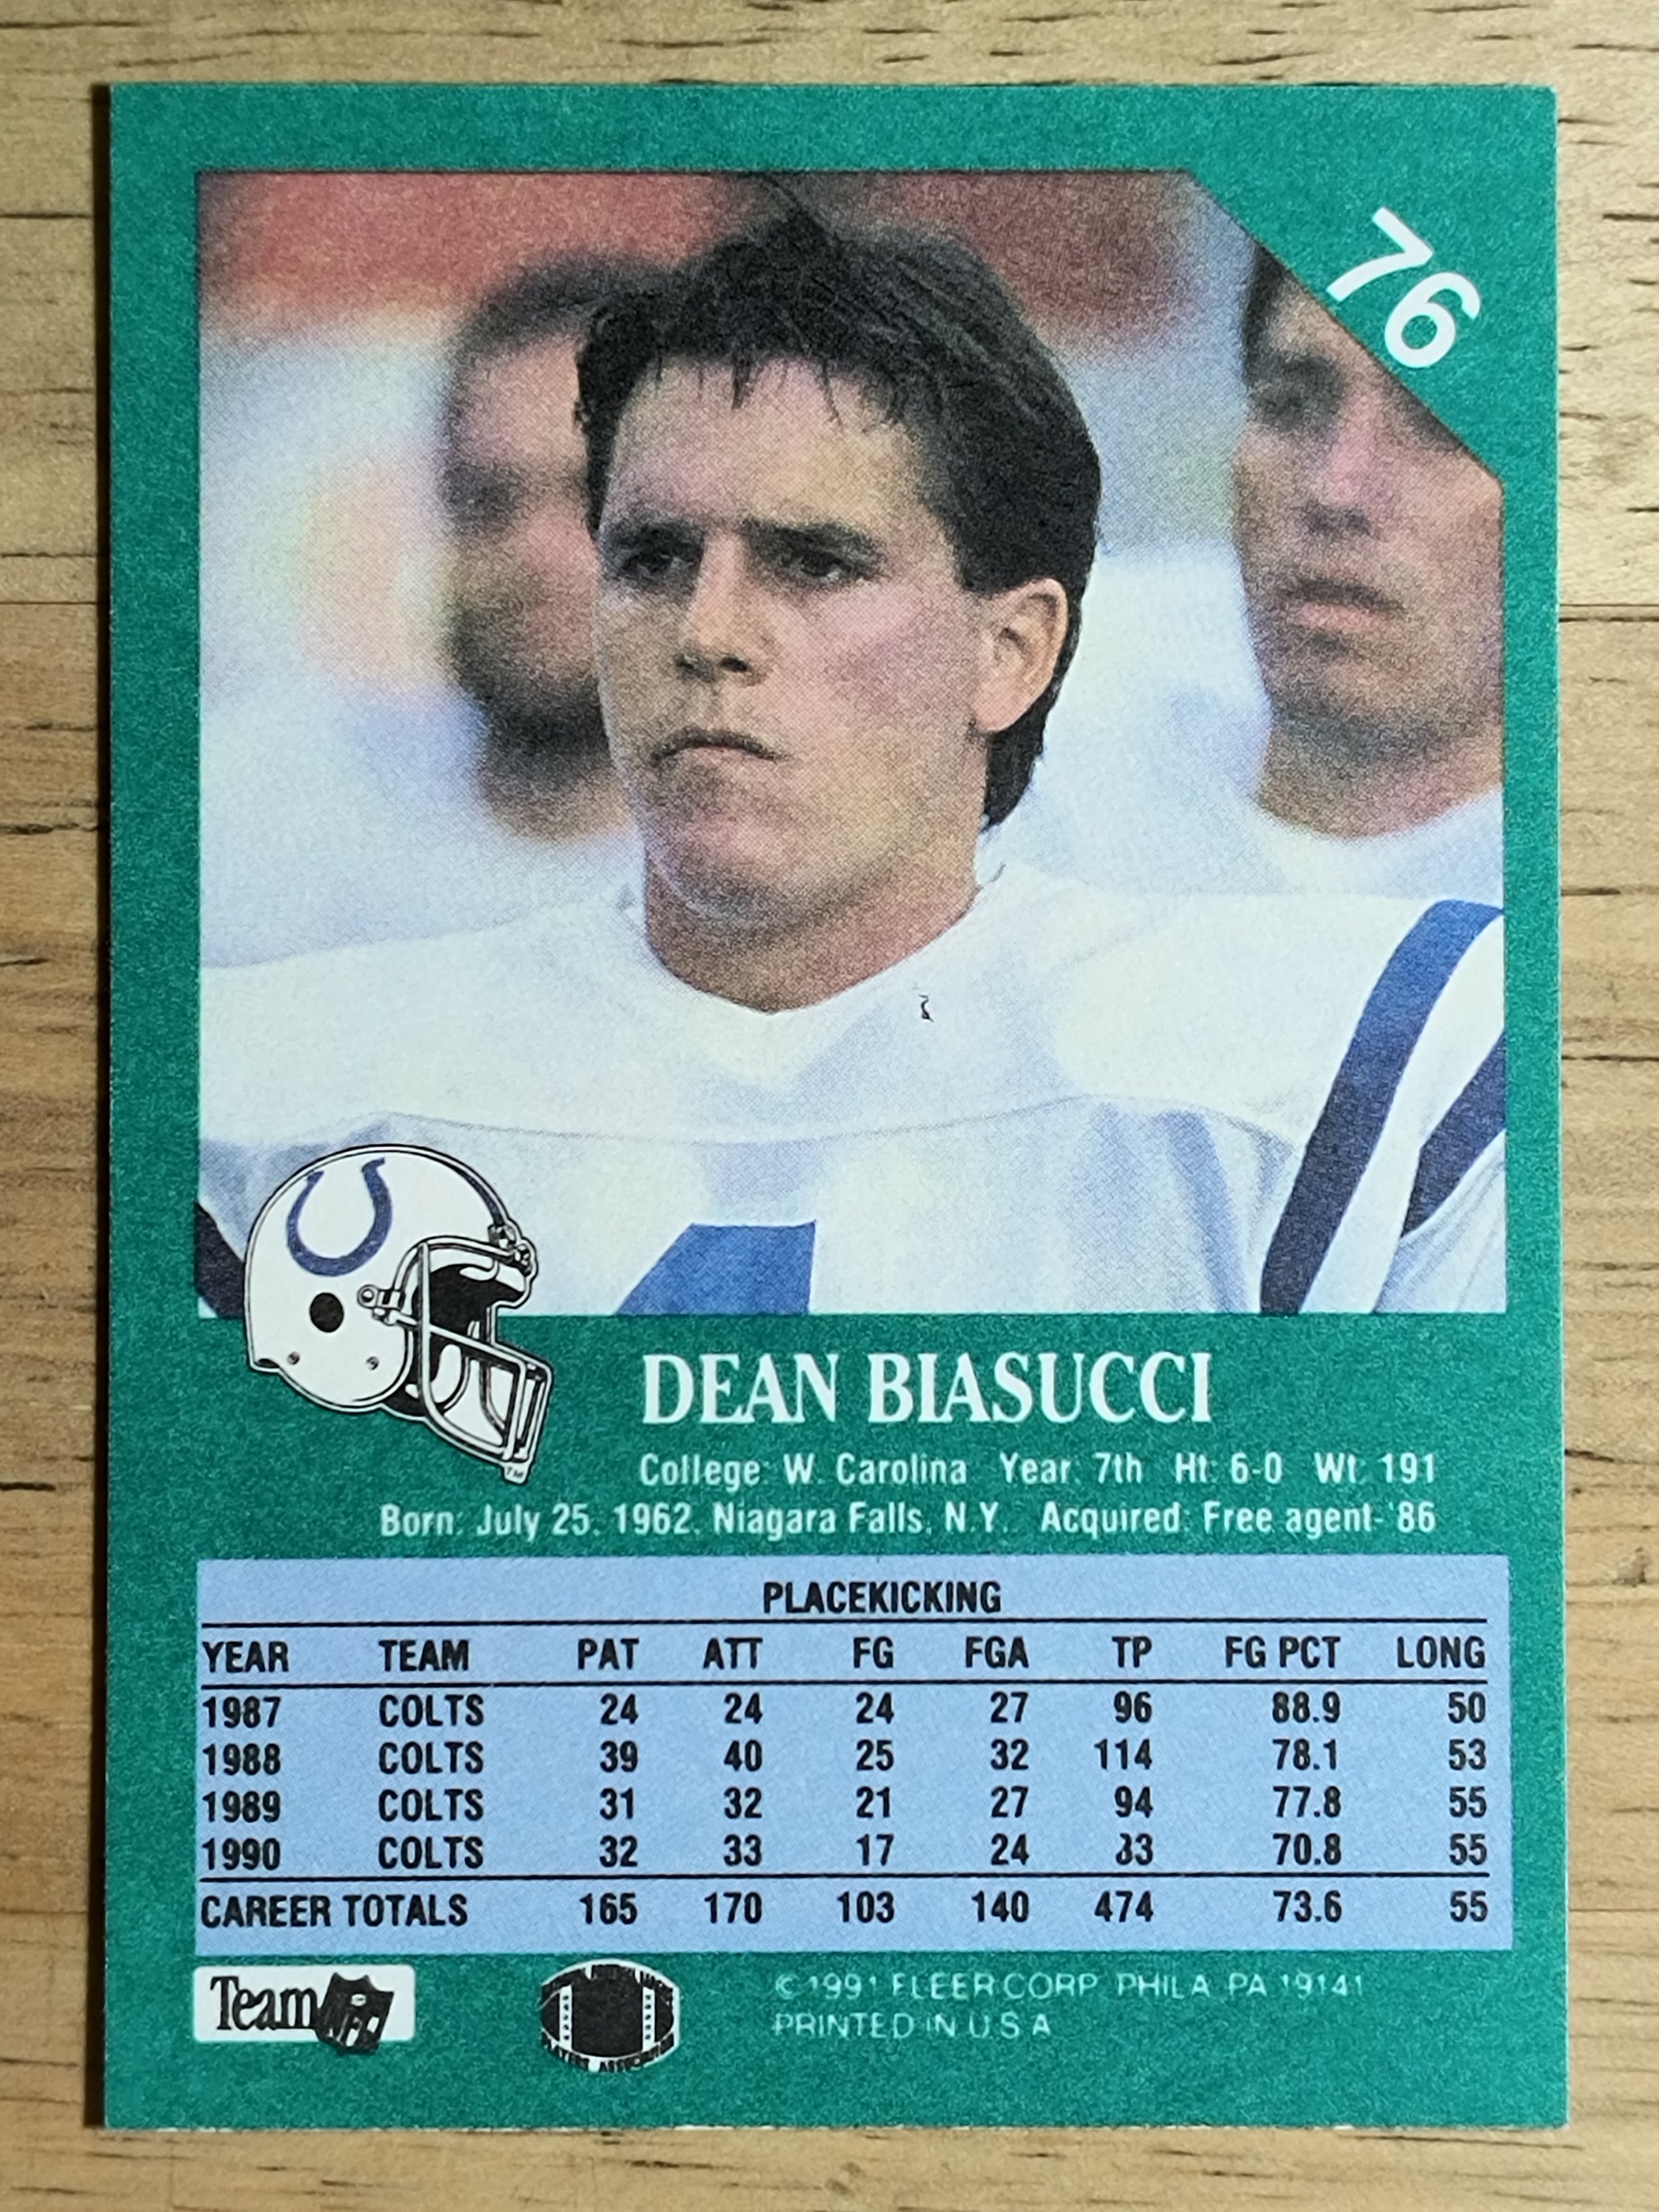 76
DEAN BIASUCCI
College: W. Carolina Year: 7th Ht: 6-0 Wt: 191
Born: July 25, 1962, Niagara Falls, N.Y. Acquired: Free agent-'86
PLACEKICKING
YEAR TEAM PAT ATT FG FGA TP FG PCT LONG
1987 COLTS 24 24 24 27 96 88.9 50
1988 COLTS 39 40 25 32 114 78.1 53
1989 COLTS 31 32 21 27 94 77.8 55
1990 COLTS 32 33 17 24 83 70.8 55
CAREER TOTALS 165 170 103 140 474 73.6 55
Team NFL
PLAYERS ASSOCIATION
© 1991 FLEER CORP. PHILA. PA 19141
PRINTED IN U.S.A.